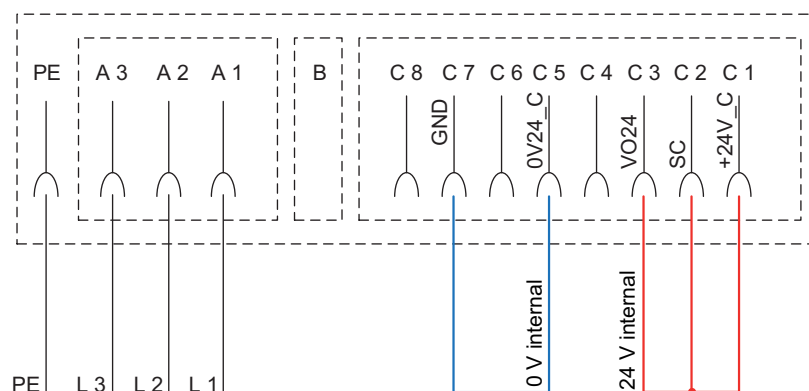 PE A 3 A 2 A 1 B C 8 C 7 C 6 C 5 C 4 C 3 C 2 C 1
GND
0V24_C
VO24
SC
+24V_C
0 V internal
24 V internal
PE L 3 L 2 L 1